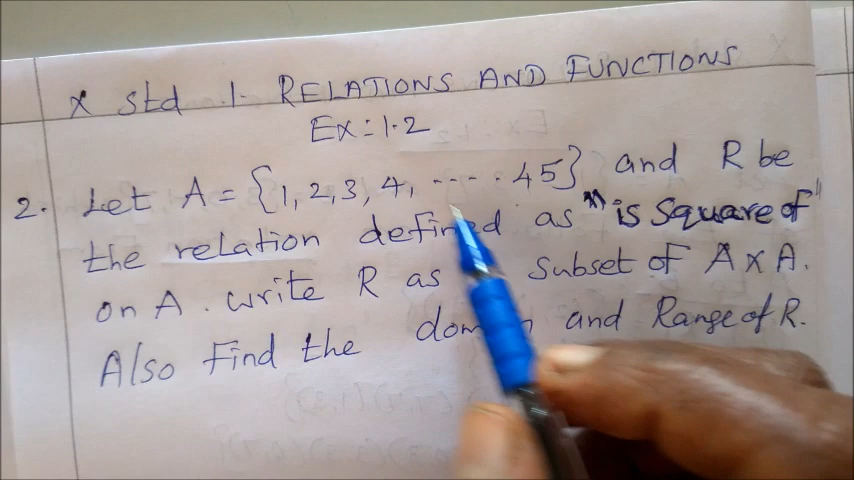 X Std 1. RELATIONS AND FUNCTIONS
Ex: 1.2
2. Let A = {1, 2, 3, 4, ..... 45} and R be
the relation defined as "is square of"
on A. write R as subset of A x A.
Also Find the and Range of R.